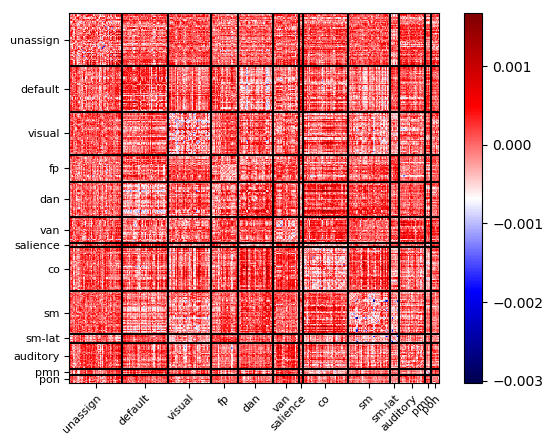 unassign
default
visual
fp
dan
van
salience
co
sm
sm-lat
auditory
pmn
pon
unassign
default
visual
fp
dan
van
salience
co
sm
sm-lat
auditory
pmn
pon
0.001
0.000
−0.001
−0.002
−0.003